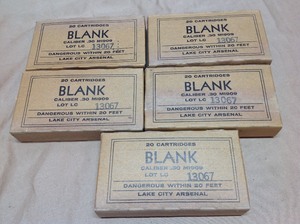 20 CARTRIDGES
BLANK
CALIBER .30 M1909
LOT LC 13067
DANGEROUS WITHIN 20 FEET
LAKE CITY ARSENAL
20 CARTRIDGES
BLANK
CALIBER .30 M1909
LOT LC 13067
DANGEROUS WITHIN 20 FEET
LAKE CITY ARSENAL
20 CARTRIDGES
BLANK
CALIBER .30 M1909
LOT LC 13067
DANGEROUS WITHIN 20 FEET
LAKE CITY ARSENAL
20 CARTRIDGES
BLANK
CALIBER .30 M1909
LOT LC 13067
DANGEROUS WITHIN 20 FEET
LAKE CITY ARSENAL
20 CARTRIDGES
BLANK
CALIBER .30 M1909
LOT LC 13067
DANGEROUS WITHIN 20 FEET
LAKE CITY ARSENAL